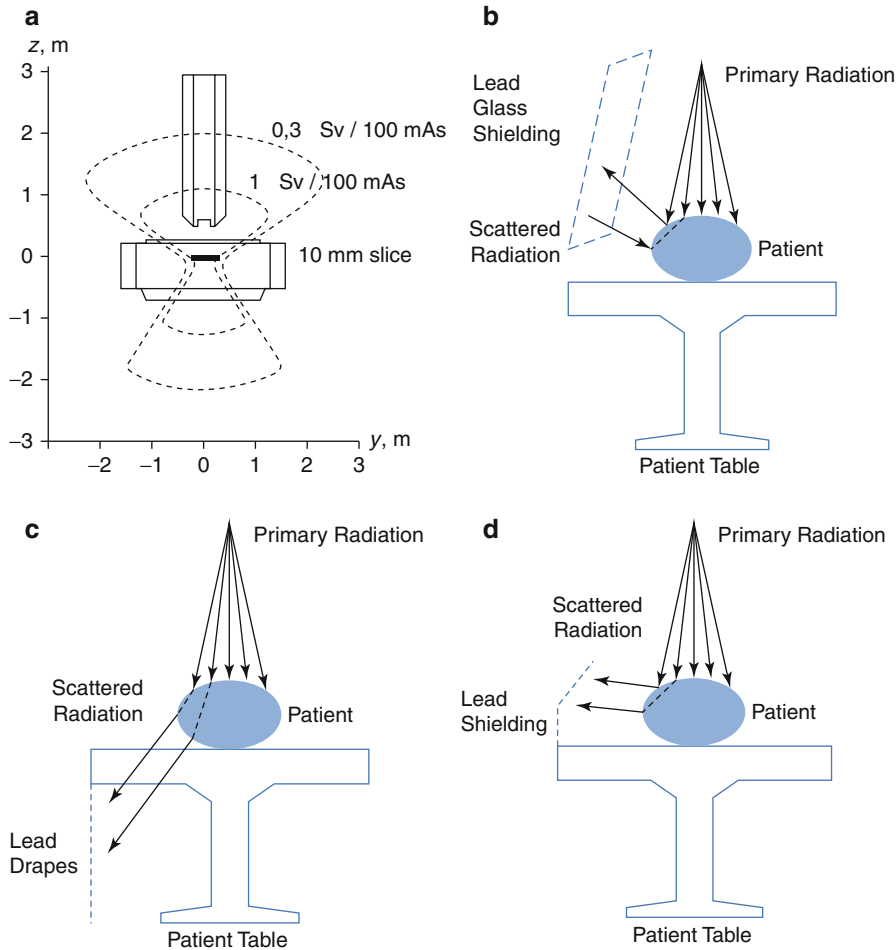 a
z, m
3
2
1
0
−1
−2
−3
−2
−1
0
1
2
3
y, m
0,3 Sv / 100 mAs
1 Sv / 100 mAs
10 mm slice
b
Primary Radiation
Lead
Glass
Shielding
Scattered
Radiation
Patient
Patient Table
c
Primary Radiation
Scattered
Radiation
Patient
Lead
Drapes
Patient Table
d
Primary Radiation
Scattered
Radiation
Lead
Shielding
Patient
Patient Table